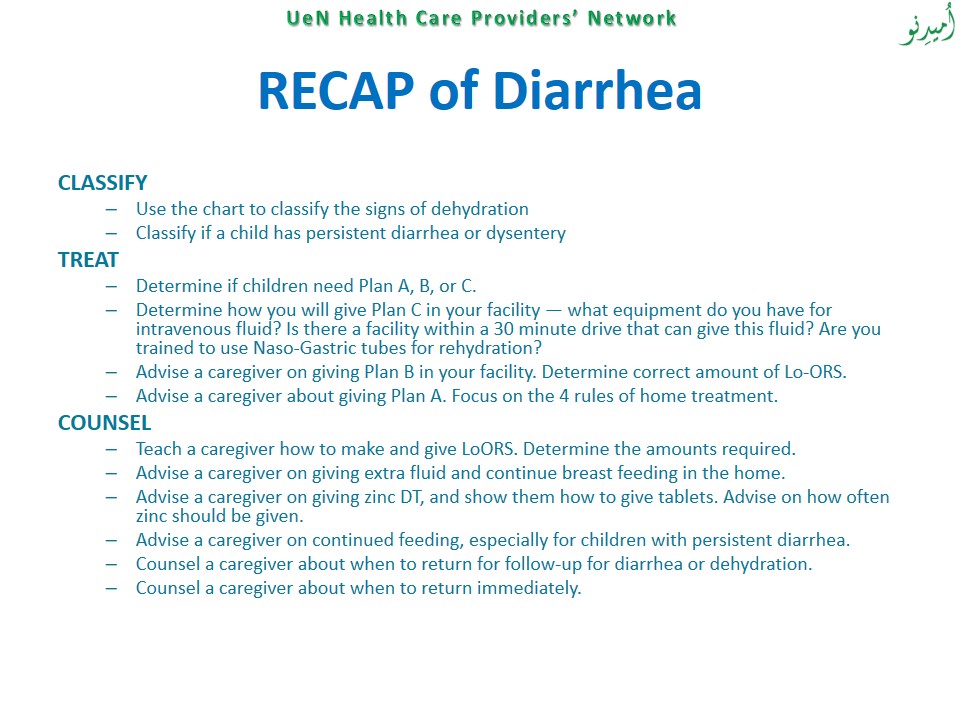 UeN Health Care Providers’ Network
اُمیدِنو
RECAP of Diarrhea
CLASSIFY
– Use the chart to classify the signs of dehydration
– Classify if a child has persistent diarrhea or dysentery
TREAT
– Determine if children need Plan A, B, or C.
– Determine how you will give Plan C in your facility — what equipment do you have for
intravenous fluid? Is there a facility within a 30 minute drive that can give this fluid? Are you
trained to use Naso-Gastric tubes for rehydration?
– Advise a caregiver on giving Plan B in your facility. Determine correct amount of Lo-ORS.
– Advise a caregiver about giving Plan A. Focus on the 4 rules of home treatment.
COUNSEL
– Teach a caregiver how to make and give LoORS. Determine the amounts required.
– Advise a caregiver on giving extra fluid and continue breast feeding in the home.
– Advise a caregiver on giving zinc DT, and show them how to give tablets. Advise on how often
zinc should be given.
– Advise a caregiver on continued feeding, especially for children with persistent diarrhea.
– Counsel a caregiver about when to return for follow-up for diarrhea or dehydration.
– Counsel a caregiver about when to return immediately.